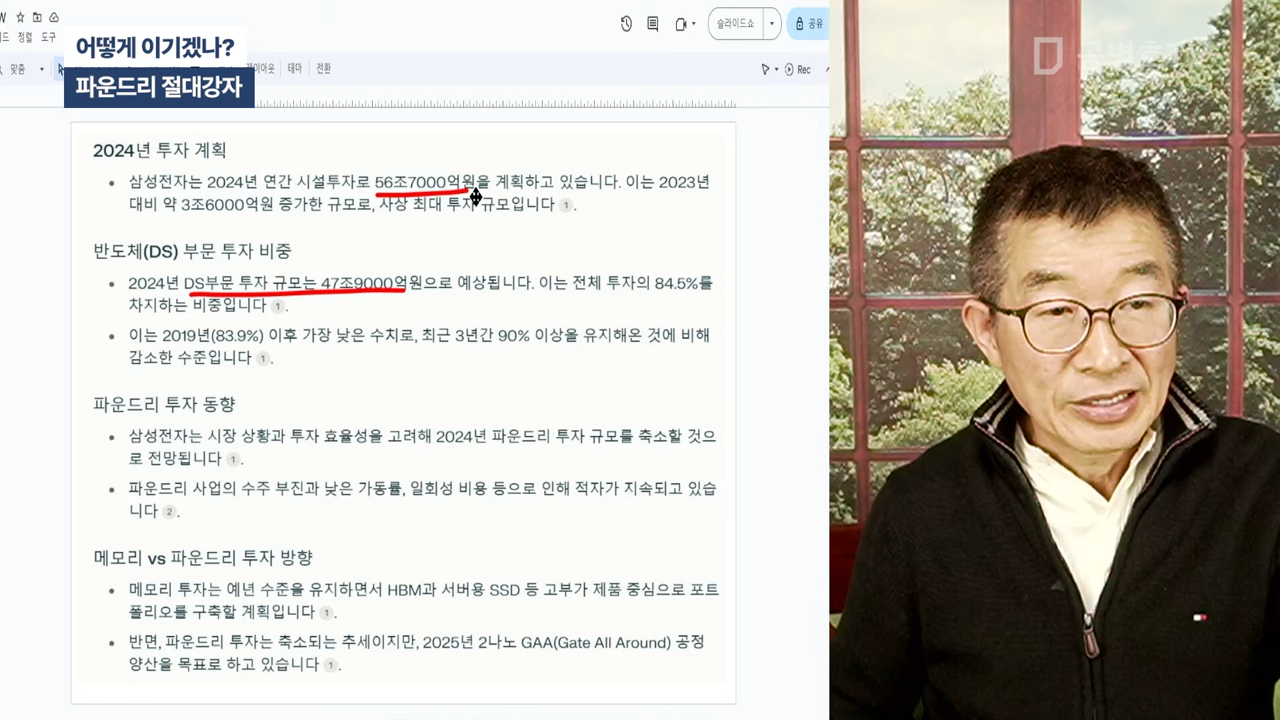 W
슬라이드쇼
공유
드 정렬 도구
어떻게 이기겠나?
파운드리 절대강자
맞춤
테마
전환
Rec
2024년 투자 계획
삼성전자는 2024년 연간 시설투자로 56조7000억원을 계획하고 있습니다. 이는 2023년
대비 약 3조6000억원 증가한 규모로, 사상 최대 투자 규모입니다 1.
반도체(DS) 부문 투자 비중
2024년 DS부문 투자 규모는 47조9000억원으로 예상됩니다. 이는 전체 투자의 84.5%를
차지하는 비중입니다 1.
이는 2019년(83.9%) 이후 가장 낮은 수치로, 최근 3년간 90% 이상을 유지해온 것에 비해
감소한 수준입니다 1.
파운드리 투자 동향
삼성전자는 시장 상황과 투자 효율성을 고려해 2024년 파운드리 투자 규모를 축소할 것으
로 전망됩니다 1.
파운드리 사업의 수주 부진과 낮은 가동률, 일회성 비용 등으로 인해 적자가 지속되고 있습
니다 2.
메모리 vs 파운드리 투자 방향
메모리 투자는 예년 수준을 유지하면서 HBM과 서버용 SSD 등 고부가 제품 중심으로 포트
폴리오를 구축할 계획입니다 1.
반면, 파운드리 투자는 축소되는 추세이지만, 2025년 2나노 GAA(Gate All Around) 공정
양산을 목표로 하고 있습니다 1.